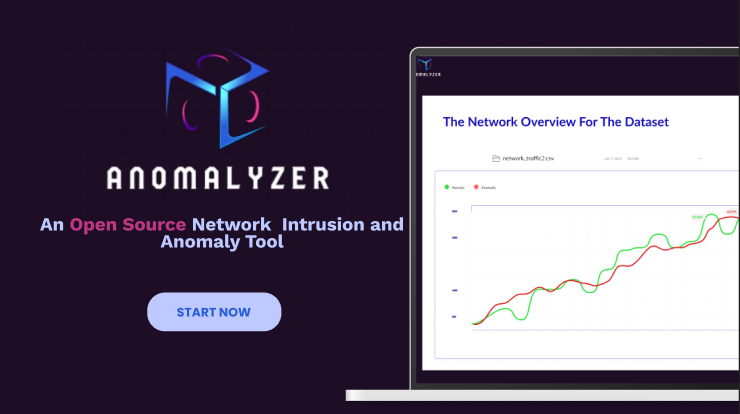 ANOMALYZER
An Open Source Network Intrusion and
Anomaly Tool
START NOW
ANOMALYZER
The Network Overview For The Dataset
network_traffic2.csv
Normal
Anomaly